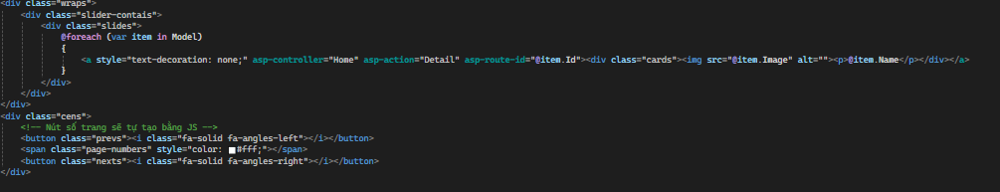 <div class="wraps">
<div class="slider-contais">
<div class="slides">
@foreach (var item in Model)
{
<a style="text-decoration: none;" asp-controller="Home" asp-action="Detail" asp-route-id="@item.Id"><div class="cards"><img src="@item.Image" alt=""><p>@item.Name</p></div></a>
}
</div>
</div>
</div>
<div class="cens">
<!-- Nút số trang sẽ tự tạo bằng JS -->
<button class="prevs"><i class="fa-solid fa-angles-left"></i></button>
<span class="page-numbers" style="color: #fff;"></span>
<button class="nexts"><i class="fa-solid fa-angles-right"></i></button>
</div>